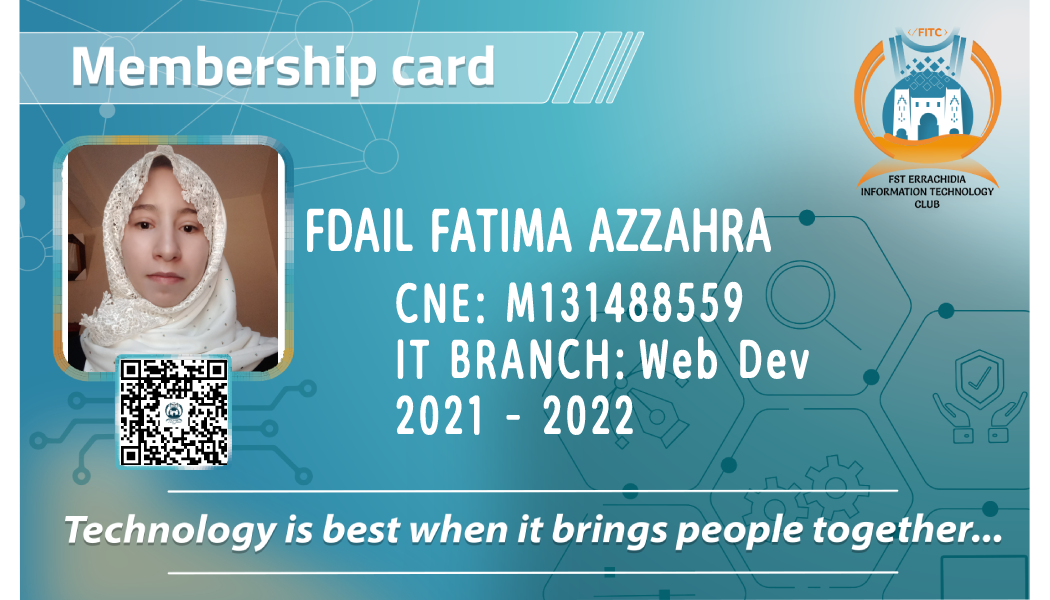 Membership card
</FITC>
FST ERRACHIDIA
INFORMATION TECHNOLOGY
CLUB
FDAIL FATIMA AZZAHRA
CNE: M131488559
IT BRANCH: Web Dev
2021 - 2022
Technology is best when it brings people together...